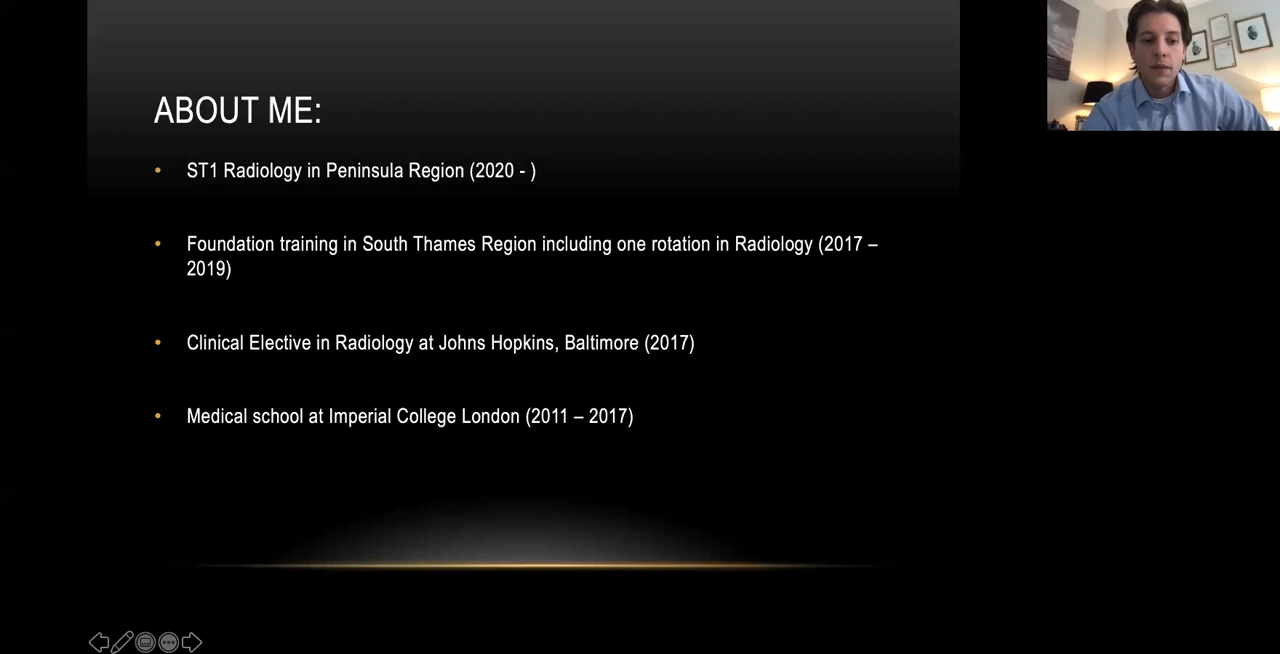 ABOUT ME:
• ST1 Radiology in Peninsula Region (2020 - )
• Foundation training in South Thames Region including one rotation in Radiology (2017 –
2019)
• Clinical Elective in Radiology at Johns Hopkins, Baltimore (2017)
• Medical school at Imperial College London (2011 – 2017)